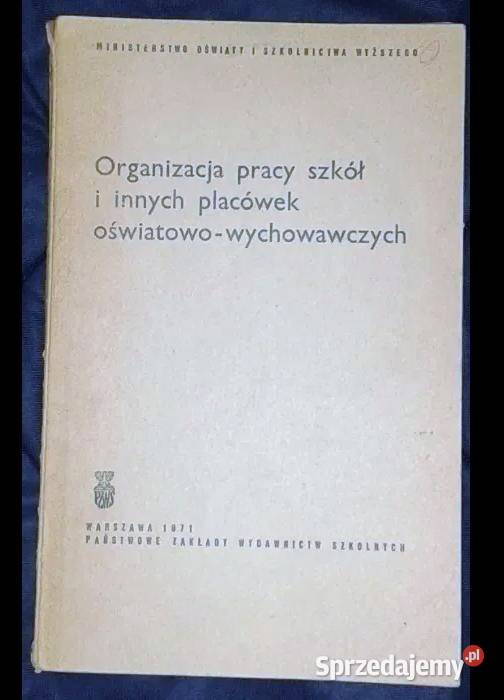 MINISTERSTWO OŚWIATY I SZKOLNICTWA WYŻSZEGO
Organizacja pracy szkół
i innych placówek
oświatowo-wychowawczych
PZWS
WARSZAWA 1971
PAŃSTWOWE ZAKŁADY WYDAWNICTW SZKOLNYCH
Sprzedajemy.pl